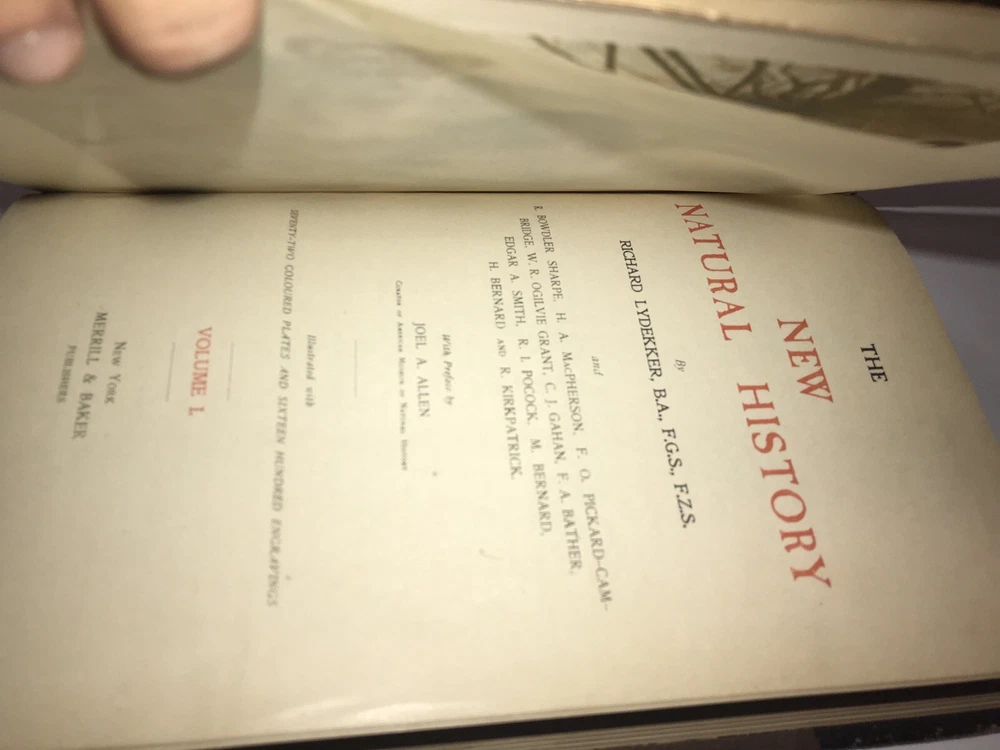 THE
NEW
NATURAL HISTORY
By
RICHARD LYDEKKER, B.A., F.G.S., F.Z.S.
and
R. BOWDLER SHARPE, H. A. MACPHERSON, F. O. PICKARD-CAM-
BRIDGE, W. R. OGILVIE GRANT, C. J. GAHAN, F. A. BATHER,
EDGAR A. SMITH, R. I. POCOCK, M. BERNARD,
H. BERNARD AND R. KIRKPATRICK.
With Preface by
JOEL A. ALLEN
CURATOR OF AMERICAN MUSEUM OF NATURAL HISTORY
Illustrated with
SEVENTY-TWO COLOURED PLATES AND SIXTEEN HUNDRED ENGRAVINGS
VOLUME I.
NEW YORK
MERRILL & BAKER
PUBLISHERS